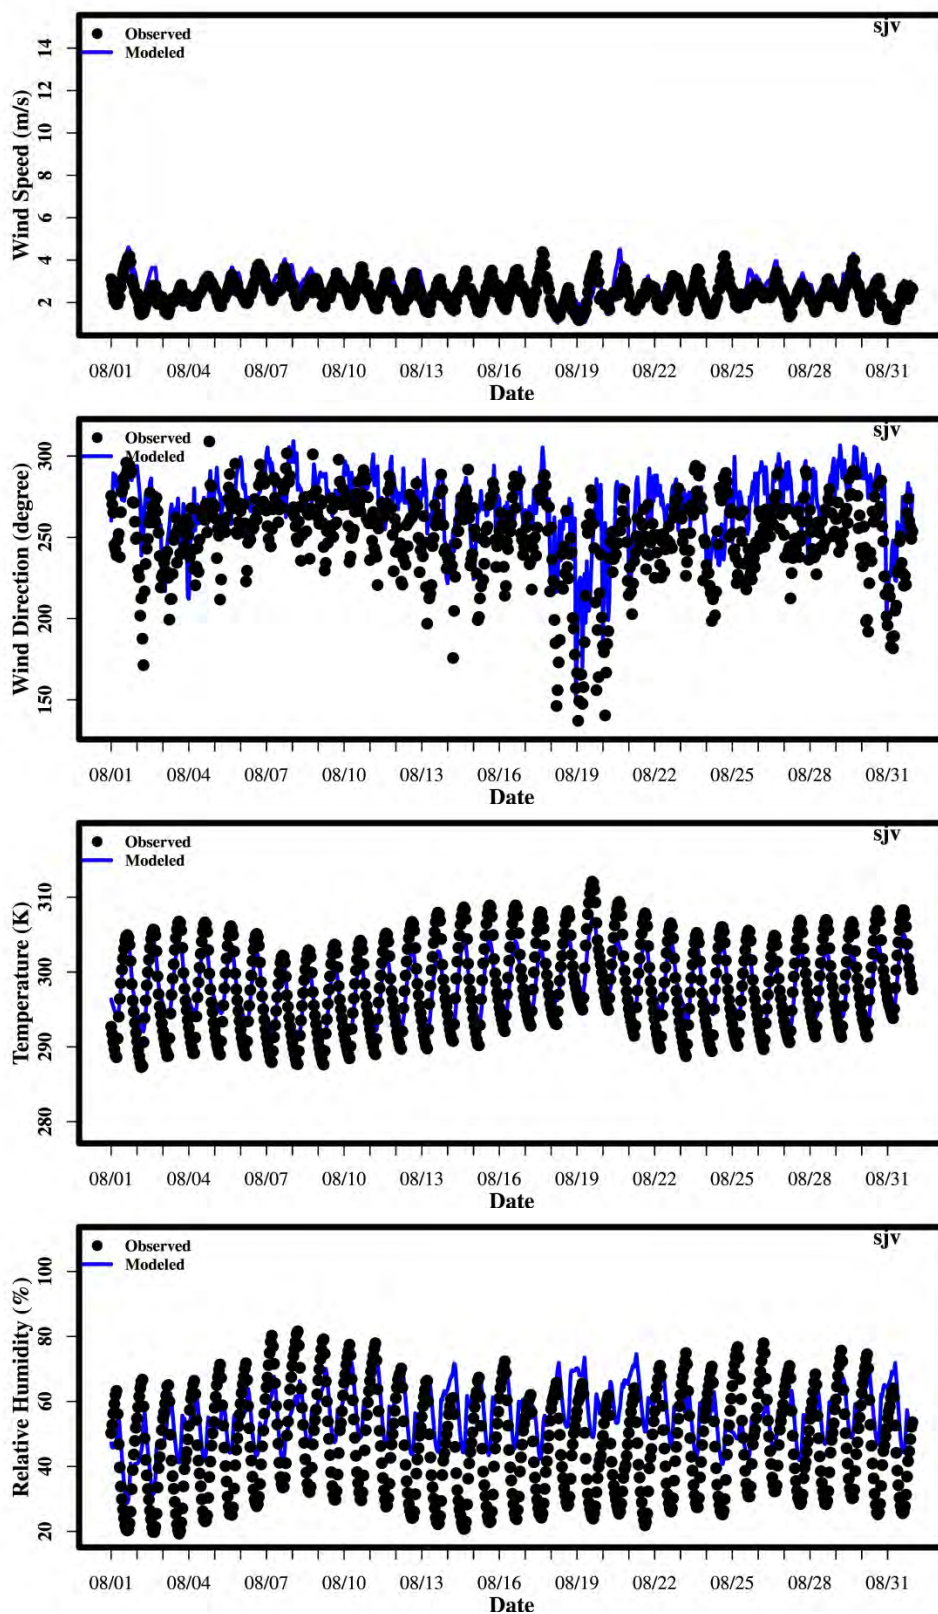 sjv
Observed
Modeled
Wind Speed (m/s)
14
12
10
8
6
4
2
08/01 08/04 08/07 08/10 08/13 08/16 08/19 08/22 08/25 08/28 08/31
Date
sjv
Observed
Modeled
Wind Direction (degree)
300
250
200
150
08/01 08/04 08/07 08/10 08/13 08/16 08/19 08/22 08/25 08/28 08/31
Date
sjv
Observed
Modeled
Temperature (K)
310
300
290
280
08/01 08/04 08/07 08/10 08/13 08/16 08/19 08/22 08/25 08/28 08/31
Date
sjv
Observed
Modeled
Relative Humidity (%)
100
80
60
40
20
08/01 08/04 08/07 08/10 08/13 08/16 08/19 08/22 08/25 08/28 08/31
Date